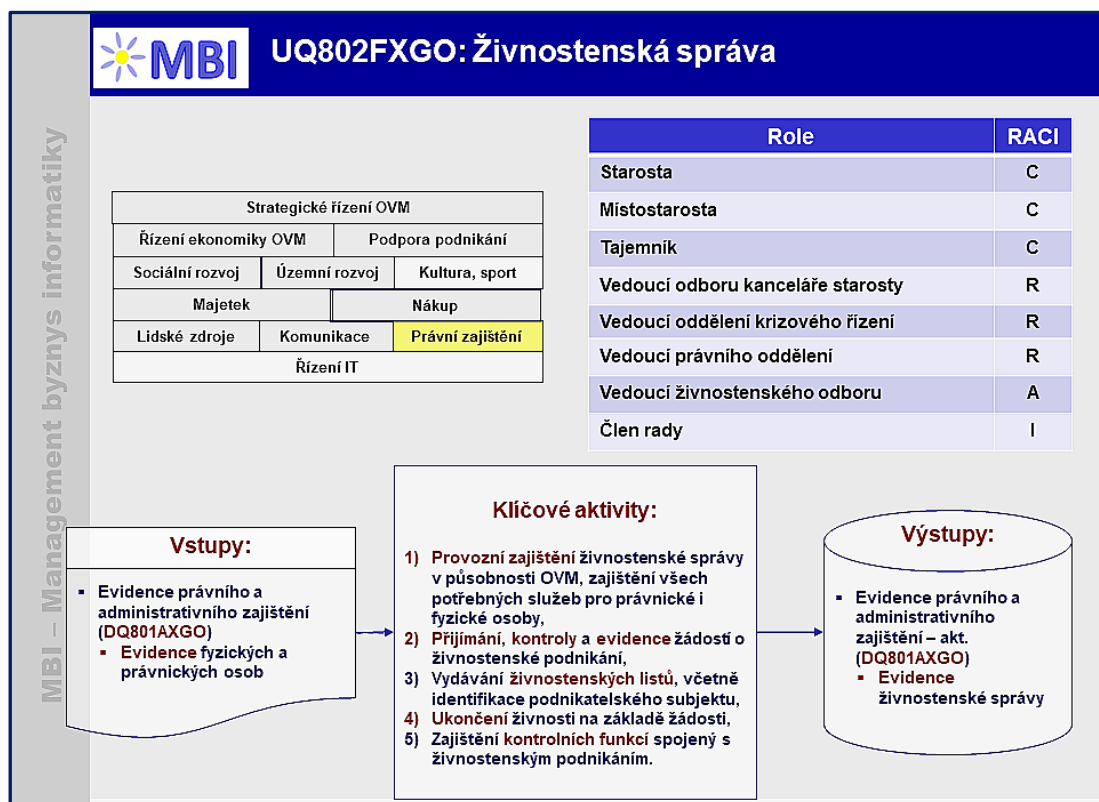 MBI
UQ802FXGO: Živnostenská správa
MBI – Management byznys informatiky
Strategické řízení OVM
Řízení ekonomiky OVM Podpora podnikání
Sociální rozvoj Územní rozvoj Kultura, sport
Majetek Nákup
Lidské zdroje Komunikace Právní zajištění
Řízení IT
Role RACI
Starosta C
Místostarosta C
Tajemník C
Vedoucí odboru kanceláře starosty R
Vedoucí oddělení krizového řízení R
Vedoucí právního oddělení R
Vedoucí živnostenského odboru A
Člen rady I
Vstupy:
▪ Evidence právního a
administrativního zajištění
(DQ801AXGO)
▪ Evidence fyzických a
právnických osob
Klíčové aktivity:
1) Provozní zajištění živnostenské správy
v působnosti OVM, zajištění všech
potřebných služeb pro právnické i
fyzické osoby,
2) Přijímání, kontroly a evidence žádostí o
živnostenské podnikání,
3) Vydávání živnostenských listů, včetně
identifikace podnikatelského subjektu,
4) Ukončení živnosti na základě žádosti,
5) Zajištění kontrolních funkcí spojený s
živnostenským podnikáním.
Výstupy:
▪ Evidence právního a
administrativního
zajištění – akt.
(DQ801AXGO)
▪ Evidence
živnostenské správy